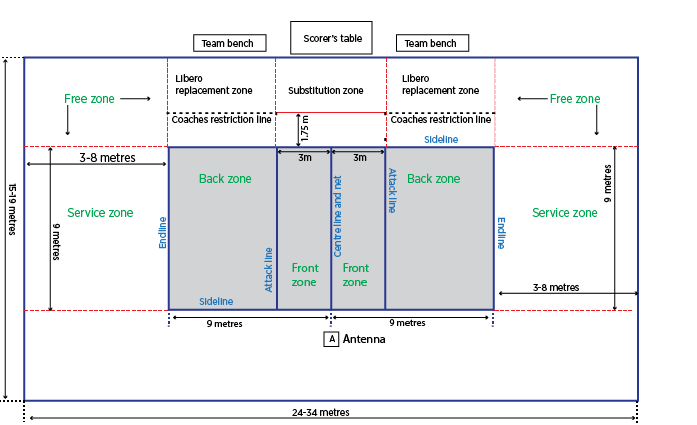 Scorer's table
Team bench
Team bench
Libero
replacement zone
Substitution zone
Libero
replacement zone
Free zone
Free zone
Coaches restriction line
1.75 m
Coaches restriction line
Sideline
3-8 metres
3m
3m
Back zone
Attack line
Back zone
9 metres
15-19 metres
Service zone
9 metres
Endline
Centre line and net
Endline
Service zone
Attack line
Front
zone
Front
zone
3-8 metres
Sideline
9 metres
9 metres
A Antenna
24-34 metres